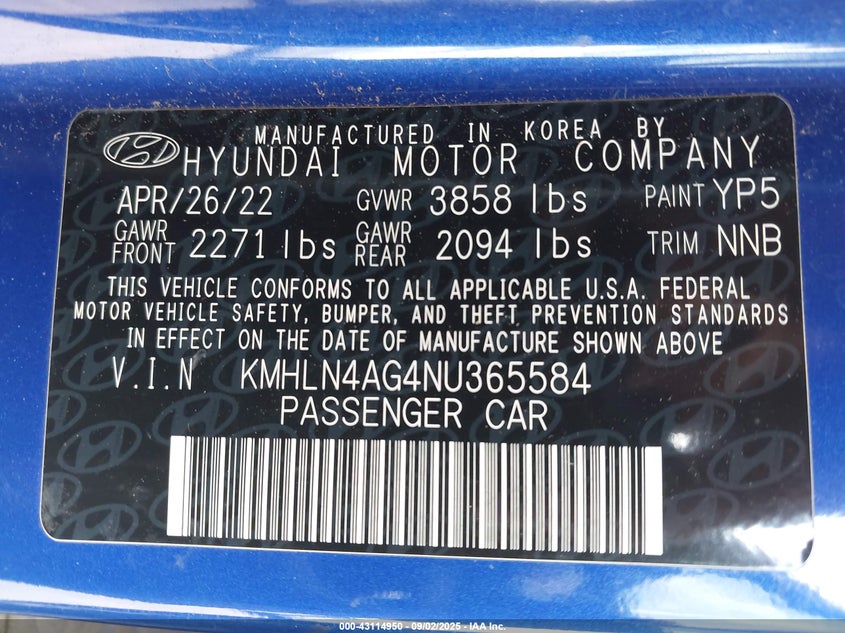 MANUFACTURED IN KOREA BY
HYUNDAI MOTOR COMPANY
APR/26/22 GVWR 3858 lbs PAINT YP5
GAWR FRONT 2271 lbs GAWR REAR 2094 lbs TRIM NNB
THIS VEHICLE CONFORMS TO ALL APPLICABLE U.S.A. FEDERAL
MOTOR VEHICLE SAFETY, BUMPER, AND THEFT PREVENTION STANDARDS
IN EFFECT ON THE DATE OF MANUFACTURE SHOWN ABOVE
V.I.N KMHLN4AG4NU365584
PASSENGER CAR
000-43114950 - 09/02/2025 - IAA Inc.